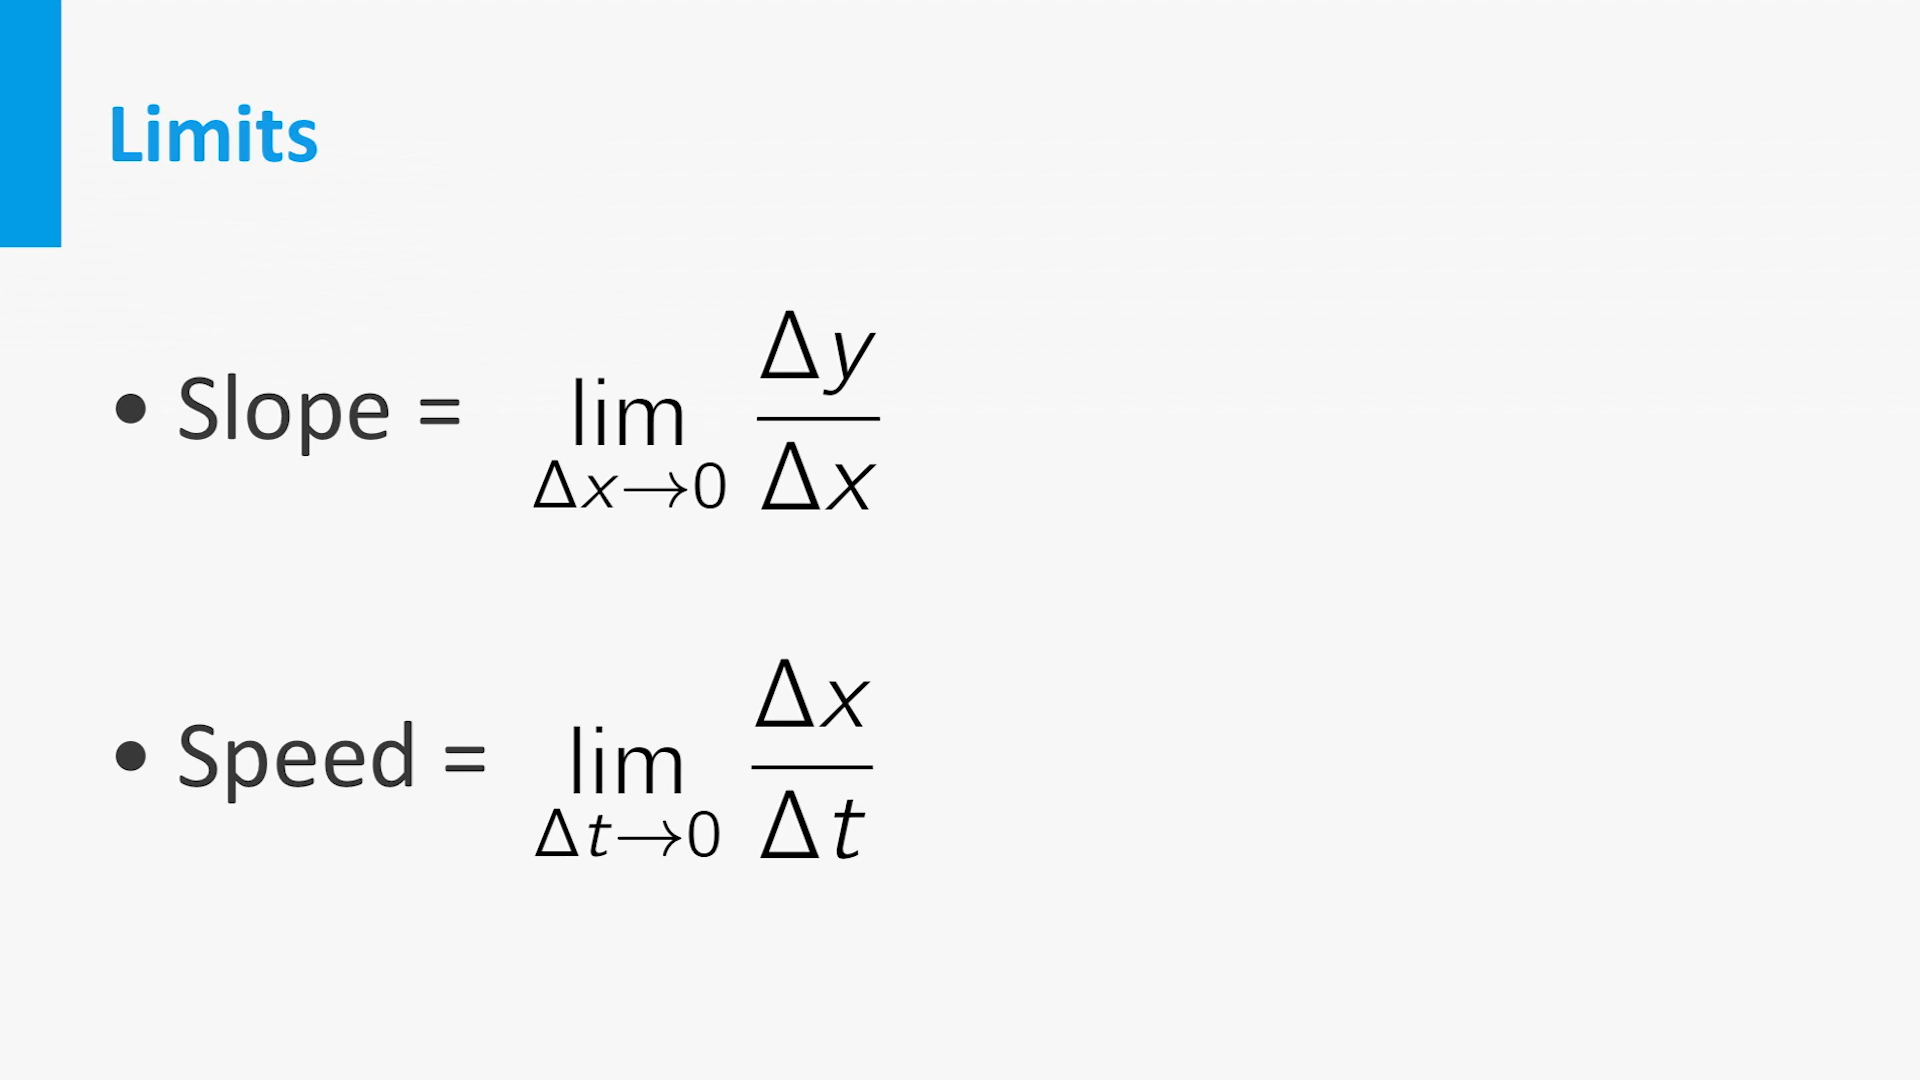 Limits
• Slope = lim Δx→0 Δy/Δx
• Speed = lim Δt→0 Δx/Δt